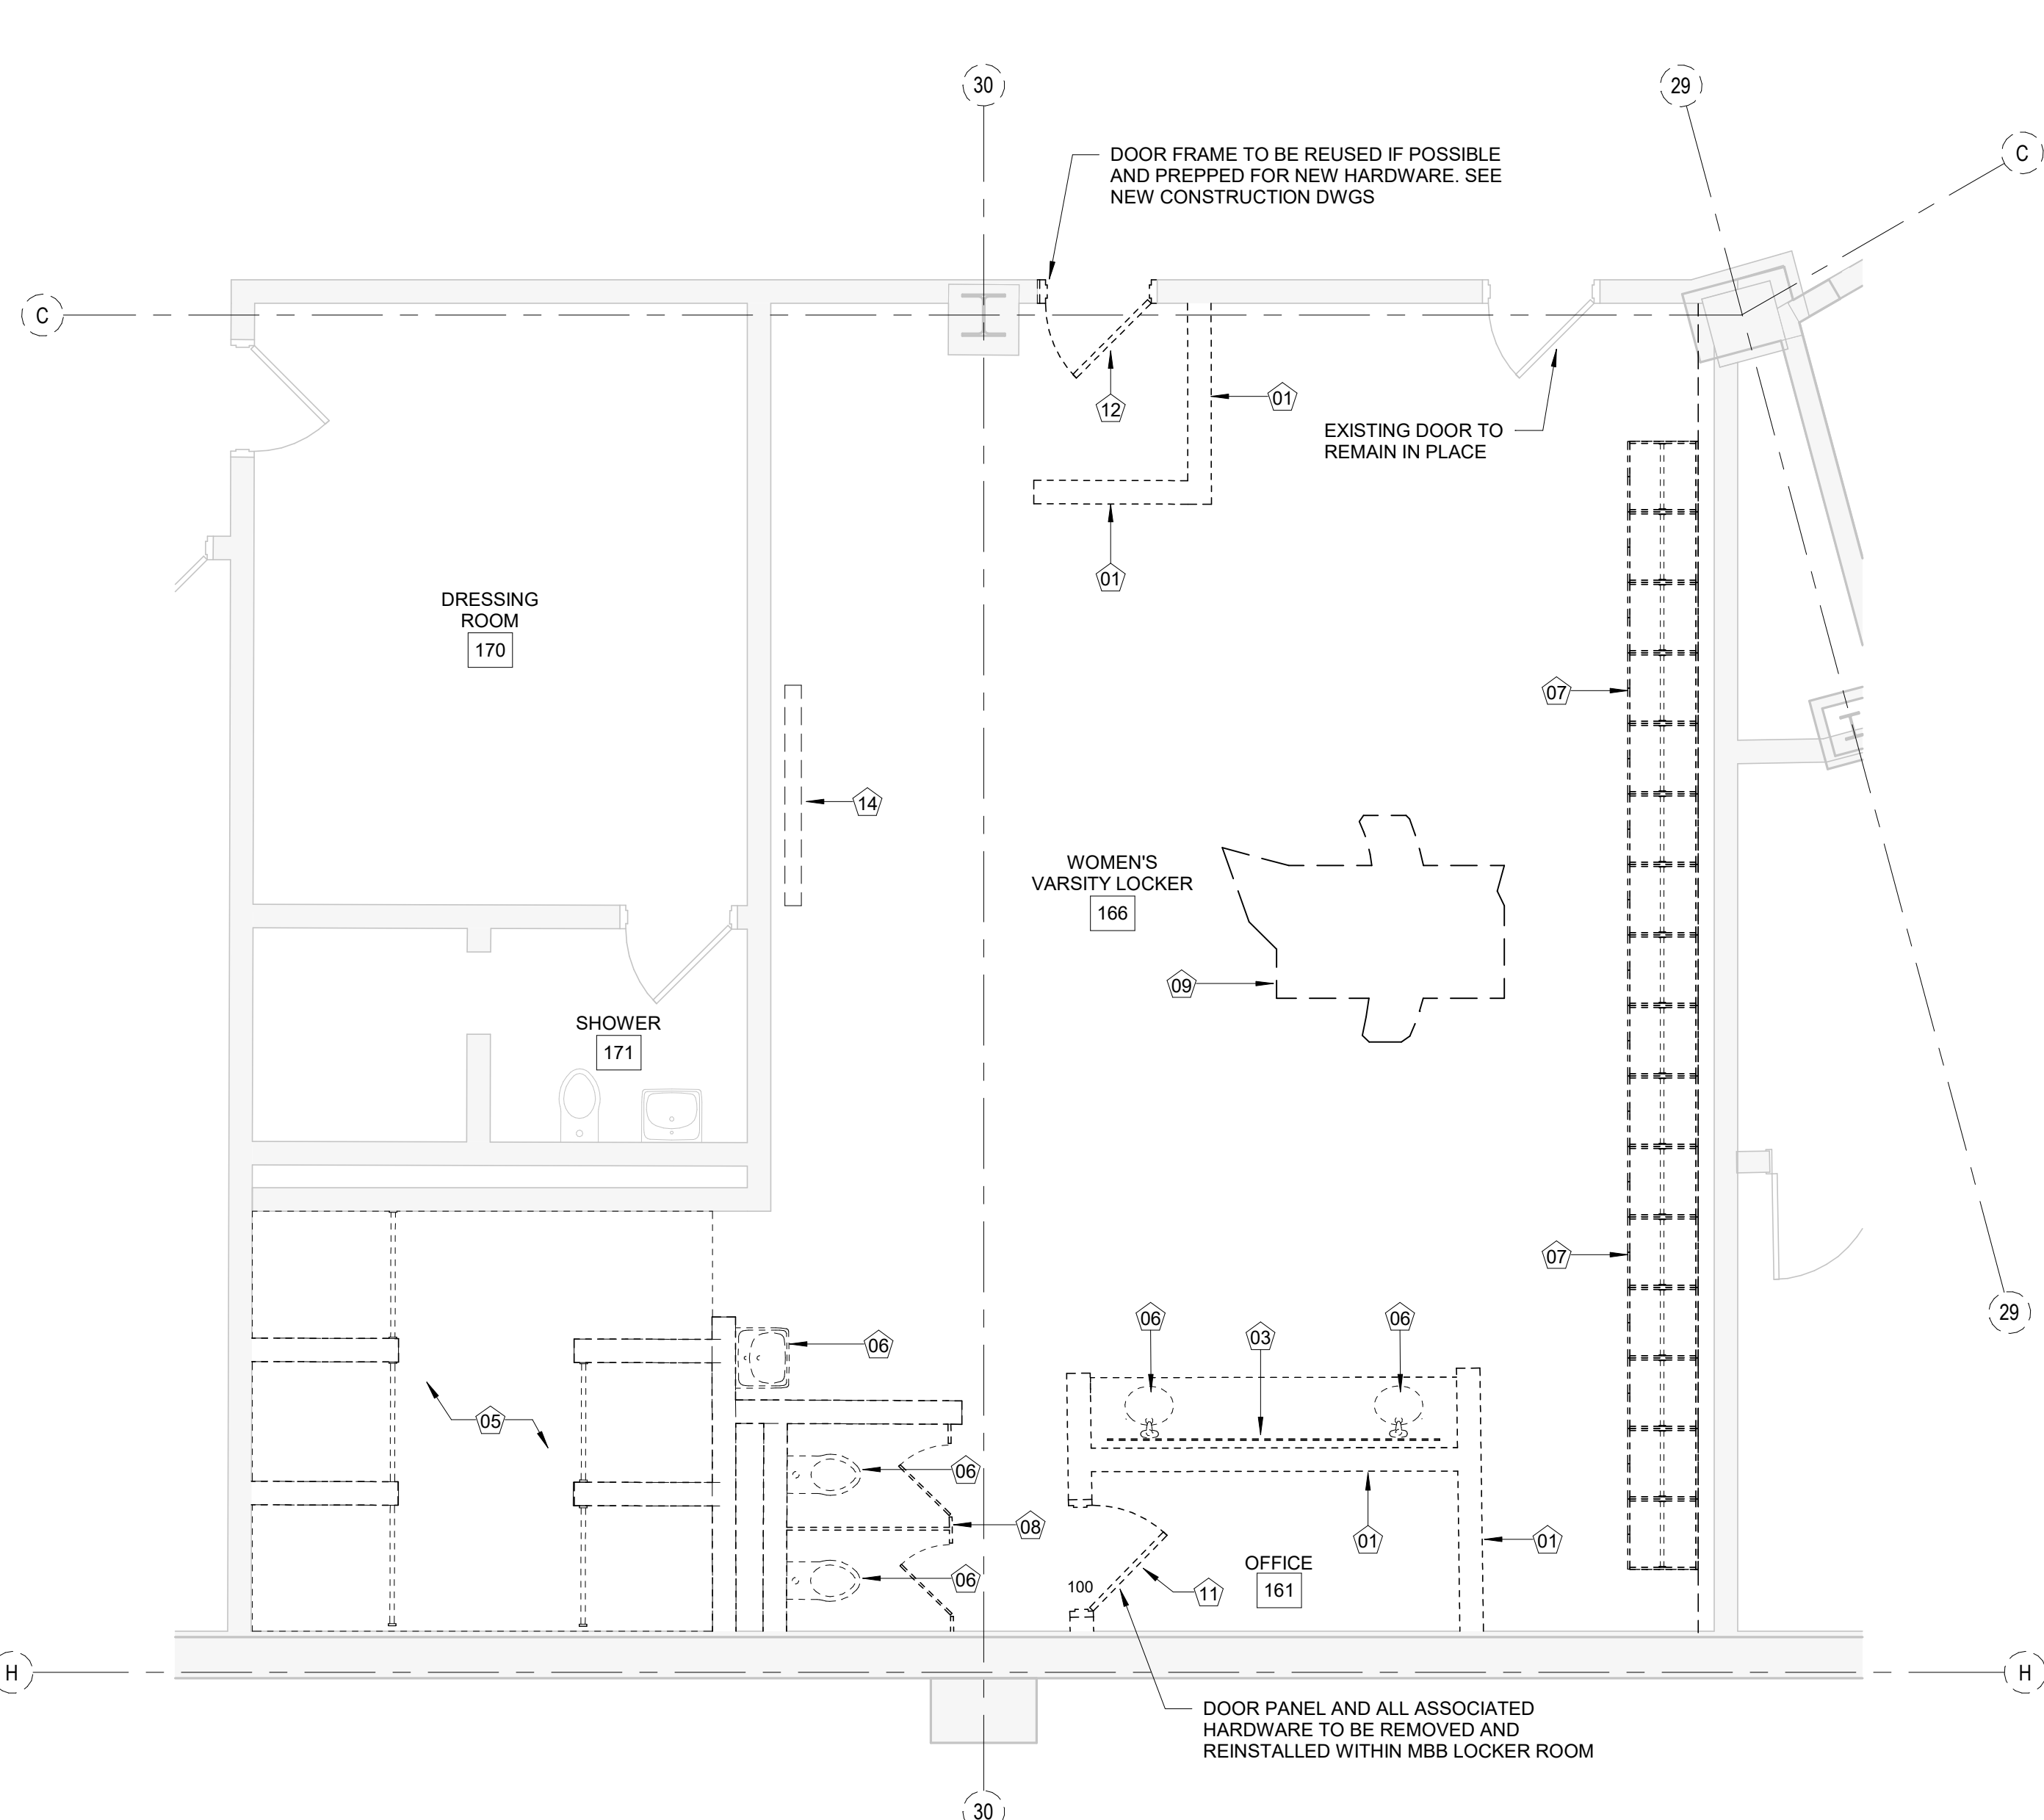 30
29
C
DOOR FRAME TO BE REUSED IF POSSIBLE
AND PREPPED FOR NEW HARDWARE. SEE
NEW CONSTRUCTION DWGS
C
12
01
EXISTING DOOR TO
REMAIN IN PLACE
01
DRESSING
ROOM
170
07
14
WOMEN'S
VARSITY LOCKER
166
09
SHOWER
171
07
29
06
06
03
06
05
06
08
01
01
06
100
11
OFFICE
161
H
H
DOOR PANEL AND ALL ASSOCIATED
HARDWARE TO BE REMOVED AND
REINSTALLED WITHIN MBB LOCKER ROOM
30